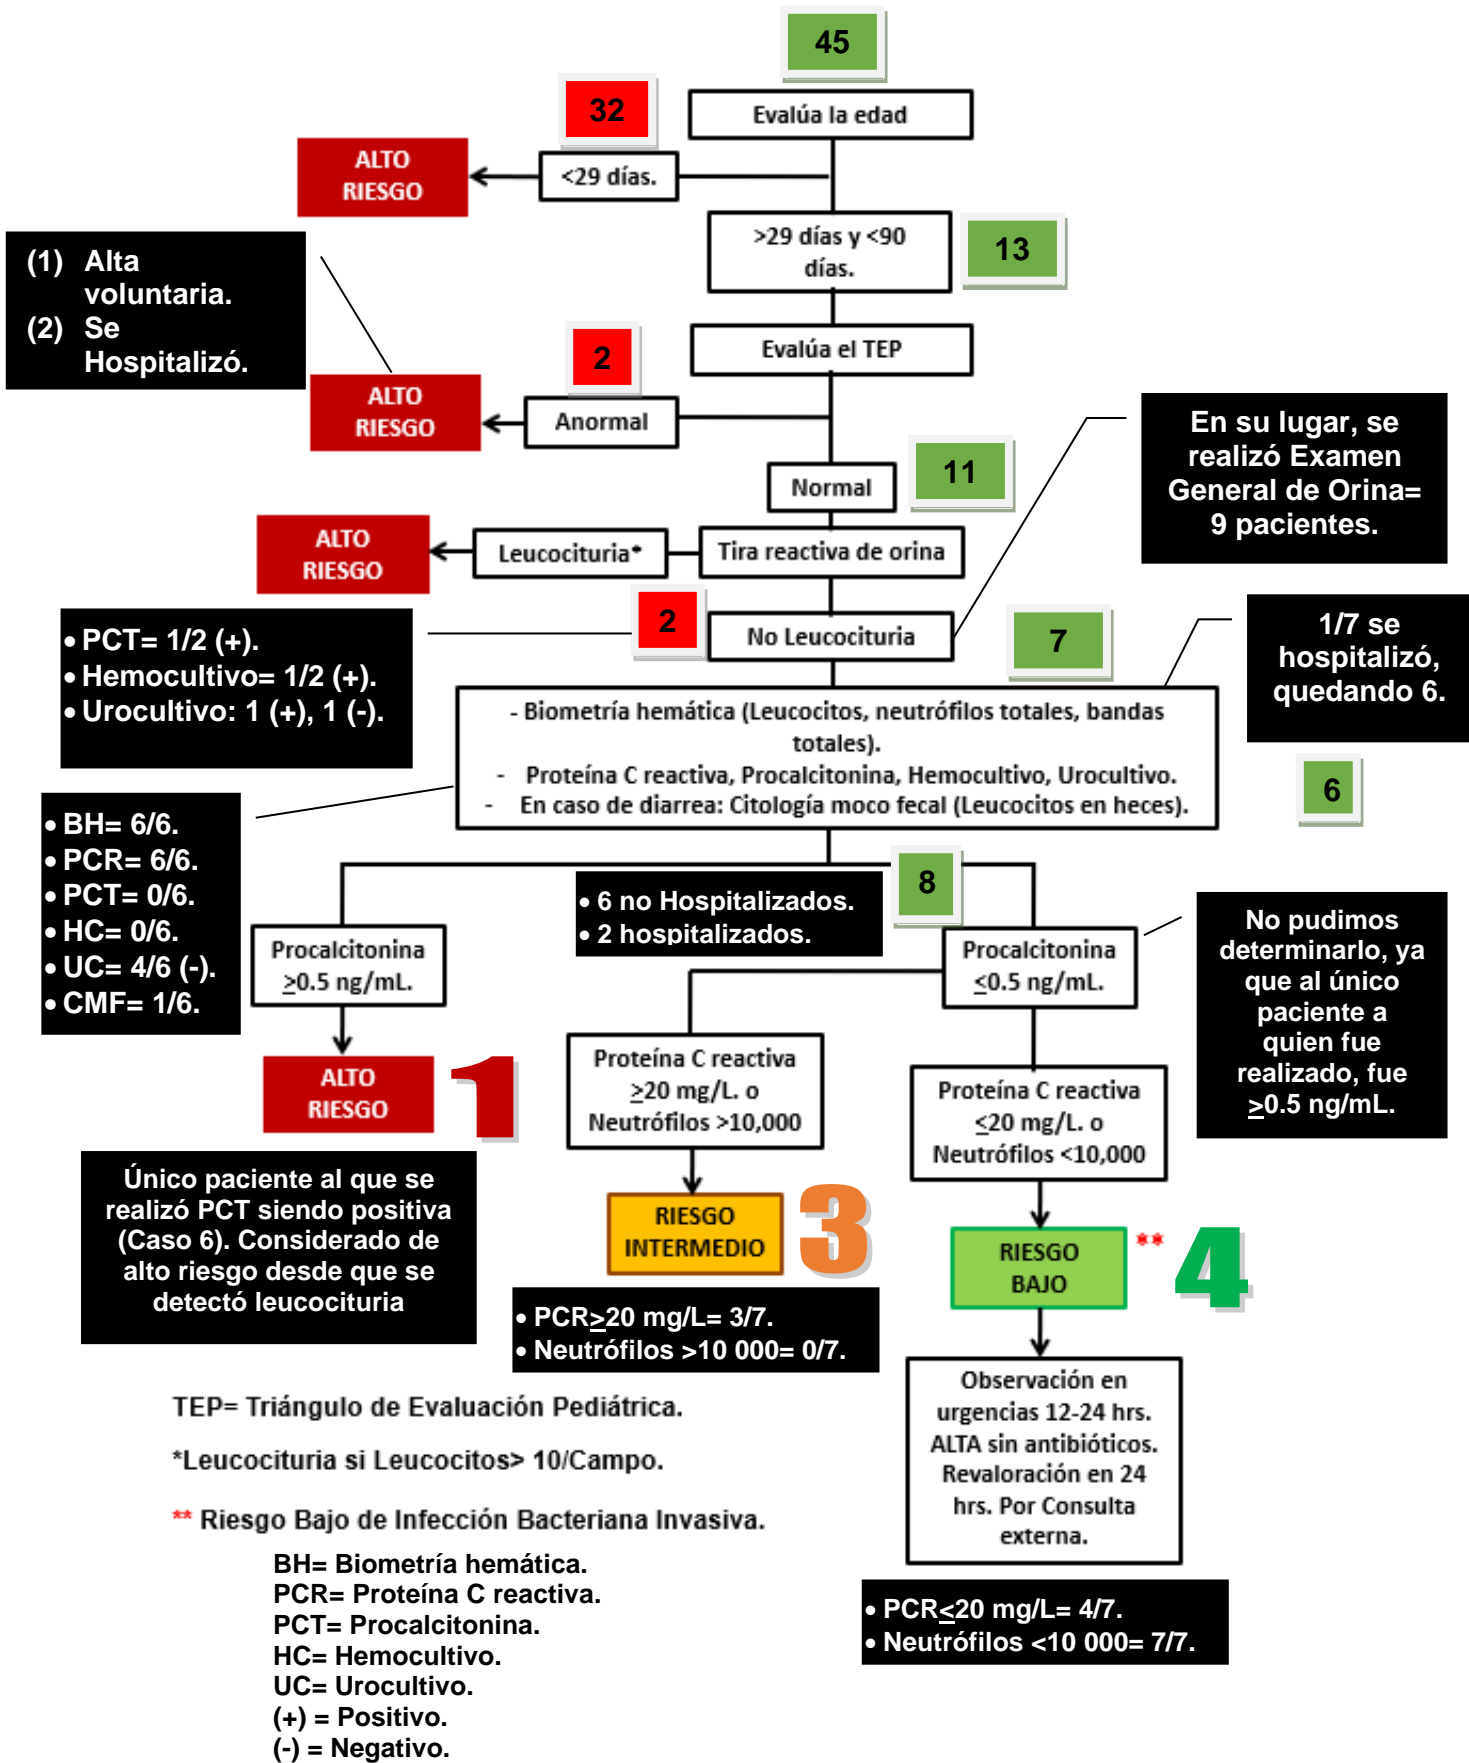 45
32
Evalúa la edad
ALTO
RIESGO
<29 días.
>29 días y <90
días.
13
(1) Alta
voluntaria.
(2) Se
Hospitalizó.
2
Evalúa el TEP
ALTO
RIESGO
Anormal
En su lugar, se
realizó Examen
General de Orina=
9 pacientes.
11
Normal
ALTO
RIESGO
Leucocituria*
Tira reactiva de orina
• PCT= 1/2 (+).
• Hemocultivo= 1/2 (+).
• Urocultivo: 1 (+), 1 (-).
2
No Leucocituria
7
1/7 se
hospitalizó,
quedando 6.
- Biometría hemática (Leucocitos, neutrófilos totales, bandas
totales).
- Proteína C reactiva, Procalcitonina, Hemocultivo, Urocultivo.
- En caso de diarrea: Citología moco fecal (Leucocitos en heces).
6
• BH= 6/6.
• PCR= 6/6.
• PCT= 0/6.
• HC= 0/6.
• UC= 4/6 (-).
• CMF= 1/6.
• 6 no Hospitalizados.
• 2 hospitalizados.
8
Procalcitonina
≥0.5 ng/mL.
Procalcitonina
≤0.5 ng/mL.
No pudimos
determinarlo, ya
que al único
paciente a
quien fue
realizado, fue
≥0.5 ng/mL.
ALTO
RIESGO
1
Proteína C reactiva
≥20 mg/L. o
Neutrófilos >10,000
Proteína C reactiva
≤20 mg/L. o
Neutrófilos <10,000
Único paciente al que se
realizó PCT siendo positiva
(Caso 6). Considerado de
alto riesgo desde que se
detectó leucocituria
RIESGO
INTERMEDIO
3
RIESGO
BAJO
**
4
• PCR≥20 mg/L= 3/7.
• Neutrófilos >10 000= 0/7.
Observación en
urgencias 12-24 hrs.
ALTA sin antibióticos.
Revaloración en 24
hrs. Por Consulta
externa.
• PCR≤20 mg/L= 4/7.
• Neutrófilos <10 000= 7/7.
TEP= Triángulo de Evaluación Pediátrica.
*Leucocituria si Leucocitos> 10/Campo.
** Riesgo Bajo de Infección Bacteriana Invasiva.
BH= Biometría hemática.
PCR= Proteína C reactiva.
PCT= Procalcitonina.
HC= Hemocultivo.
UC= Urocultivo.
(+) = Positivo.
(-) = Negativo.